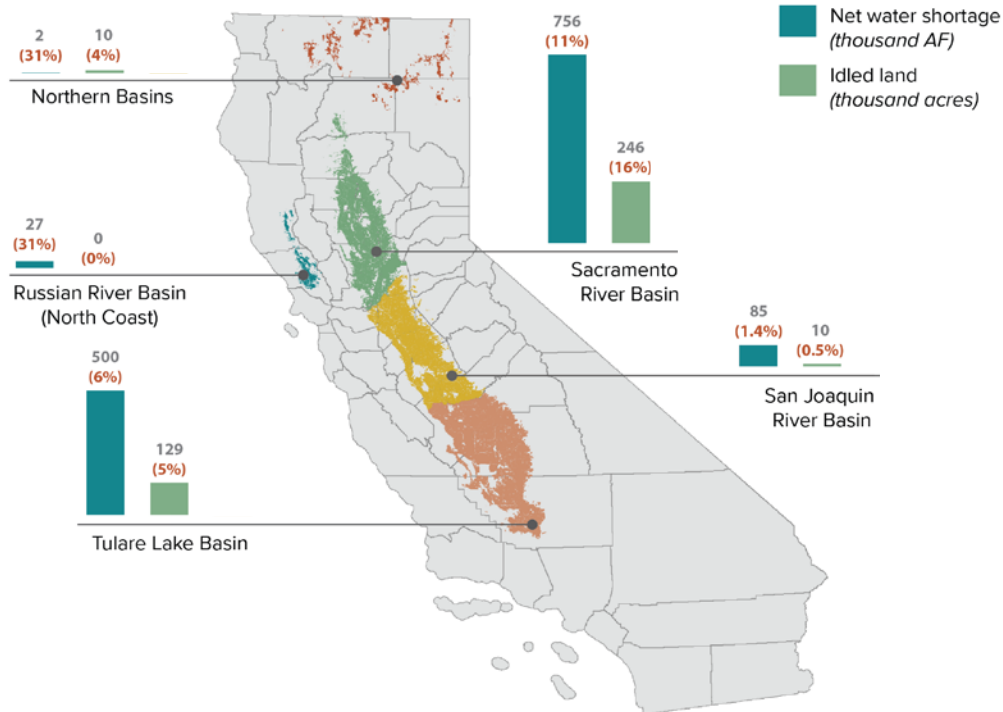 2 10
(31%) (4%)
Northern Basins
756
(11%)
246
(16%)
Sacramento
River Basin
Net water shortage
(thousand AF)
Idled land
(thousand acres)
27 0
(31%) (0%)
Russian River Basin
(North Coast)
85 10
(1.4%) (0.5%)
San Joaquin
River Basin
500
(6%)
129
(5%)
Tulare Lake Basin